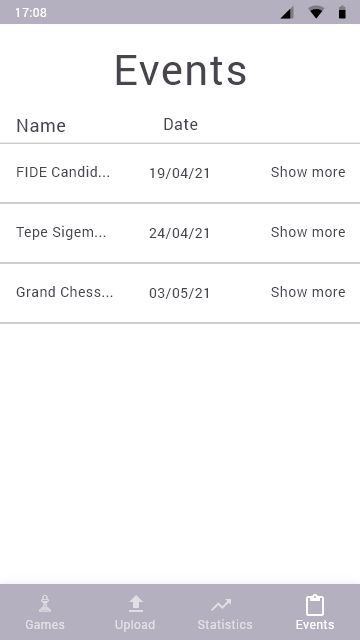 17:08
Events
Name Date
FIDE Candid... 19/04/21 Show more
Tepe Sigem... 24/04/21 Show more
Grand Chess... 03/05/21 Show more
Games Upload Statistics Events